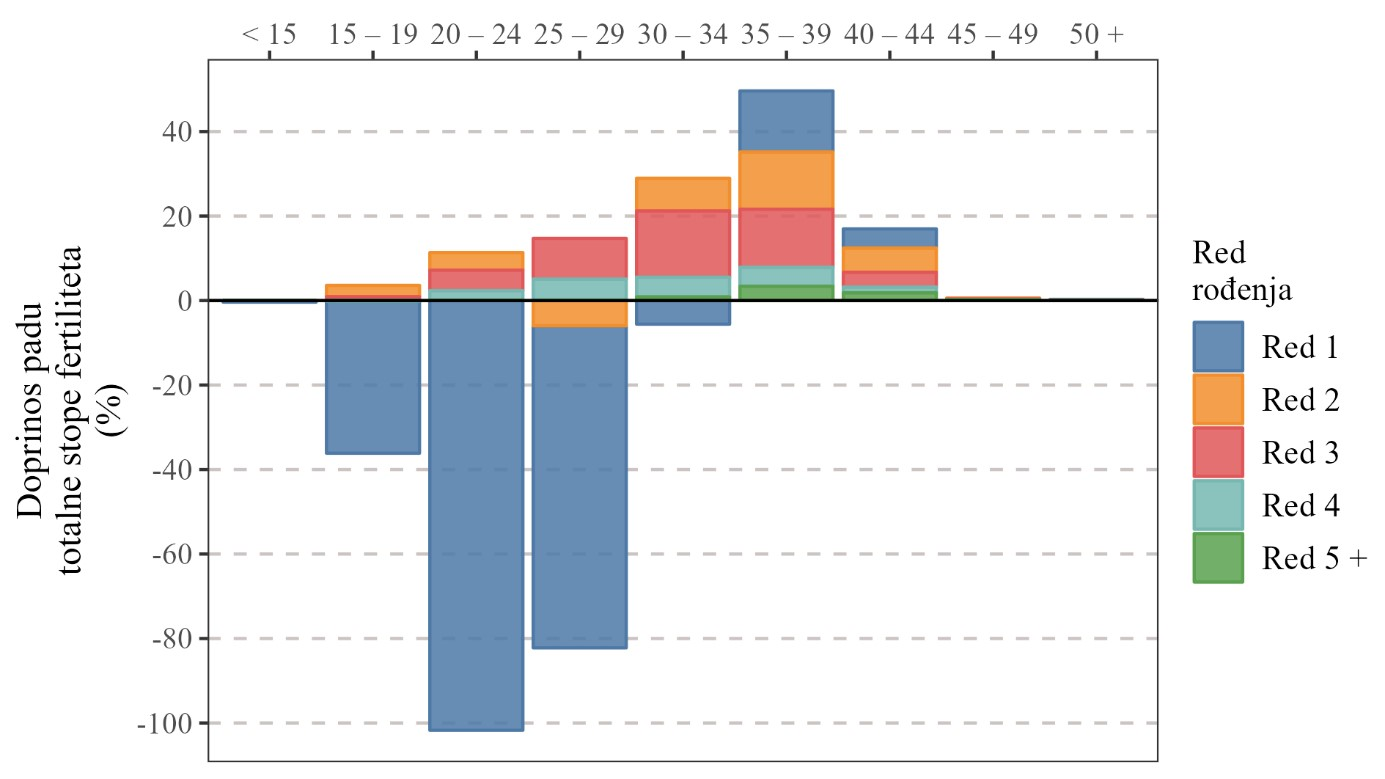 < 15 15 – 19 20 – 24 25 – 29 30 – 34 35 – 39 40 – 44 45 – 49 50 +
Doprinos padu
totalne stope fertiliteta
(%)
40
20
0
-20
-40
-60
-80
-100
Red
rođenja
Red 1
Red 2
Red 3
Red 4
Red 5 +